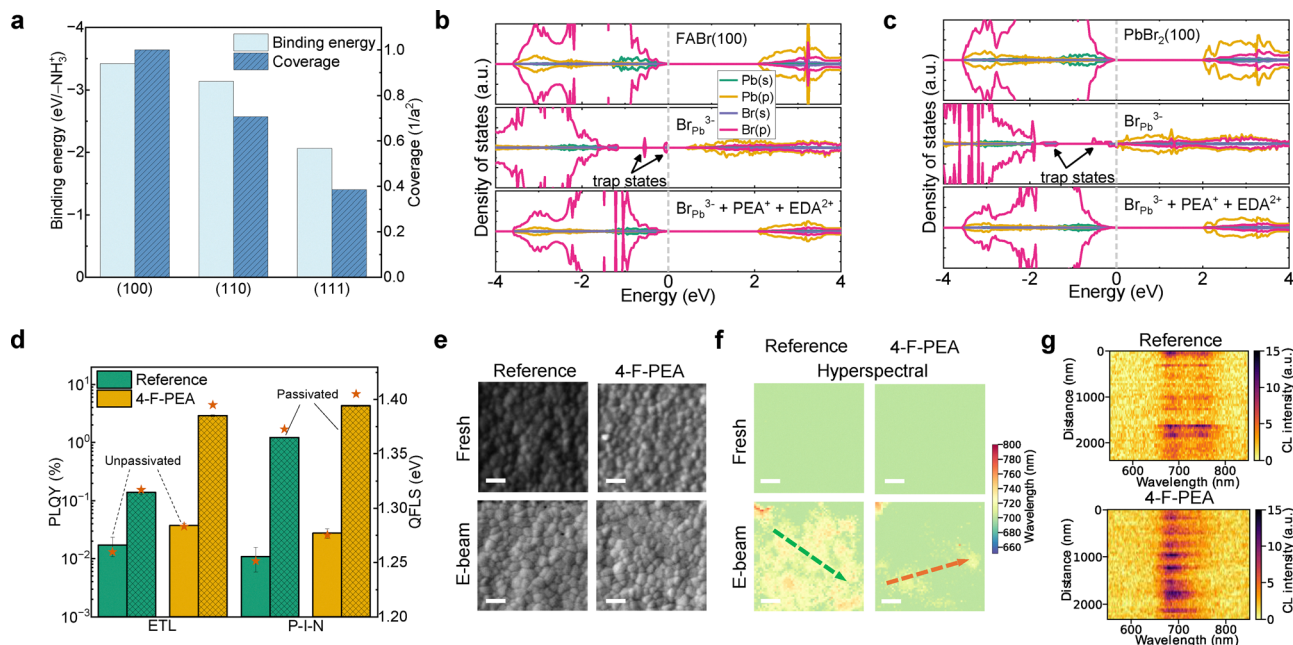 a
Binding energy (eV/–NH₃⁺)
−4
−3
−2
−1
0
Binding energy
Coverage
1.0
0.8
0.6
0.4
0.2
0.0
Coverage (1/a2)
(100)
(110)
(111)
b
Density of states (a.u.)
FABr(100)
Pb(s)
Pb(p)
Br(s)
Br(p)
Br_Pb³⁻
trap states
Br_Pb³⁻ + PEA⁺ + EDA²⁺
-4
-2
0
2
4
Energy (eV)
c
Density of states (a.u.)
PbBr₂(100)
Br_Pb³⁻
trap states
Br_Pb³⁻ + PEA⁺ + EDA²⁺
-4
-2
0
2
4
Energy (eV)
d
PLQY (%)
10¹
10⁰
10⁻¹
10⁻²
10⁻³
Reference
4-F-PEA
Passivated
Unpassivated
1.40
1.35
1.30
1.25
1.20
QFLS (eV)
ETL
P-I-N
e
Reference
4-F-PEA
Fresh
E-beam
f
Reference
4-F-PEA
Hyperspectral
Fresh
E-beam
800
780
760
740
720
700
680
660
Wavelength (nm)
g
Reference
Distance (nm)
0
1000
2000
600
700
800
Wavelength (nm)
15
10
5
0
CL intensity (a.u.)
4-F-PEA
Distance (nm)
0
1000
2000
600
700
800
Wavelength (nm)
15
10
5
0
CL intensity (a.u.)